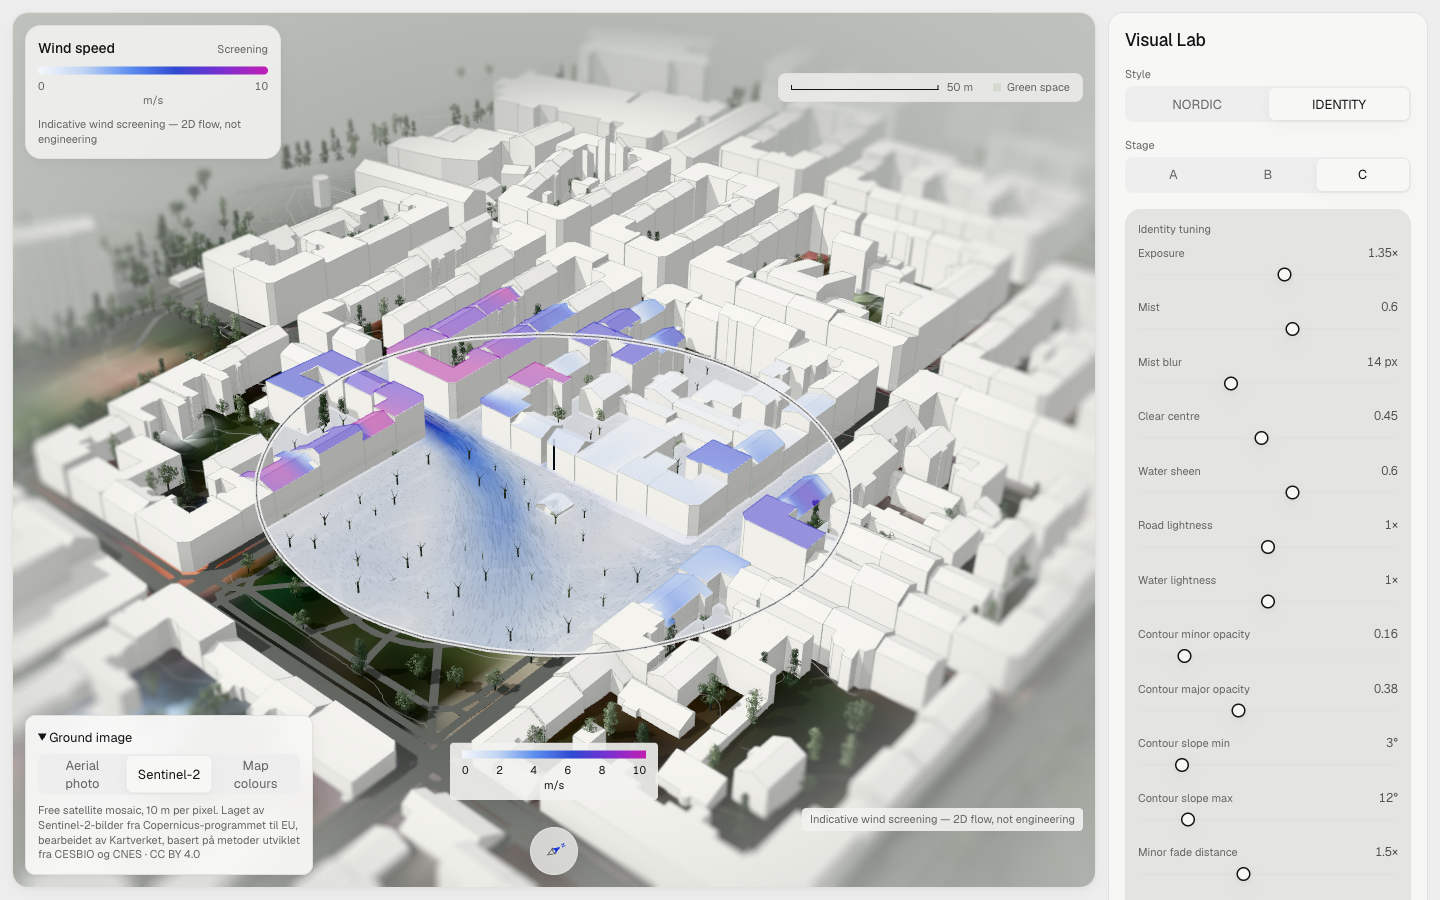 Wind speed
Screening
0
10
m/s
Indicative wind screening — 2D flow, not
engineering
50 m
Green space
▼ Ground image
Aerial
photo
Sentinel-2
Map
colours
Free satellite mosaic, 10 m per pixel. Laget av
Sentinel-2-bilder fra Copernicus-programmet til EU,
bearbeidet av Kartverket, basert på metoder utviklet
fra CESBIO og CNES · CC BY 4.0
0 2 4 6 8 10
m/s
Indicative wind screening — 2D flow, not engineering
Visual Lab
Style
NORDIC
IDENTITY
Stage
A
B
C
Identity tuning
Exposure 1.35×
Mist 0.6
Mist blur 14 px
Clear centre 0.45
Water sheen 0.6
Road lightness 1×
Water lightness 1×
Contour minor opacity 0.16
Contour major opacity 0.38
Contour slope min 3°
Contour slope max 12°
Minor fade distance 1.5×